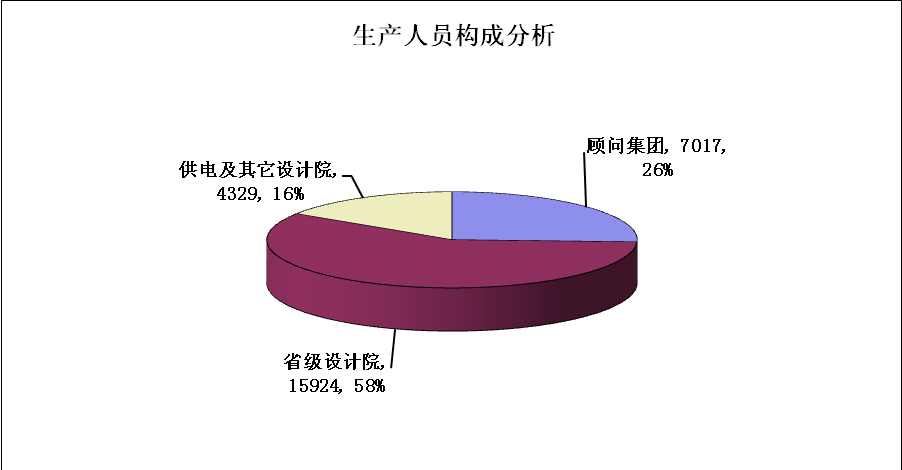 生产人员构成分析
顾问集团, 7017,
26%
供电及其它设计院,
4329, 16%
省级设计院,
15924, 58%